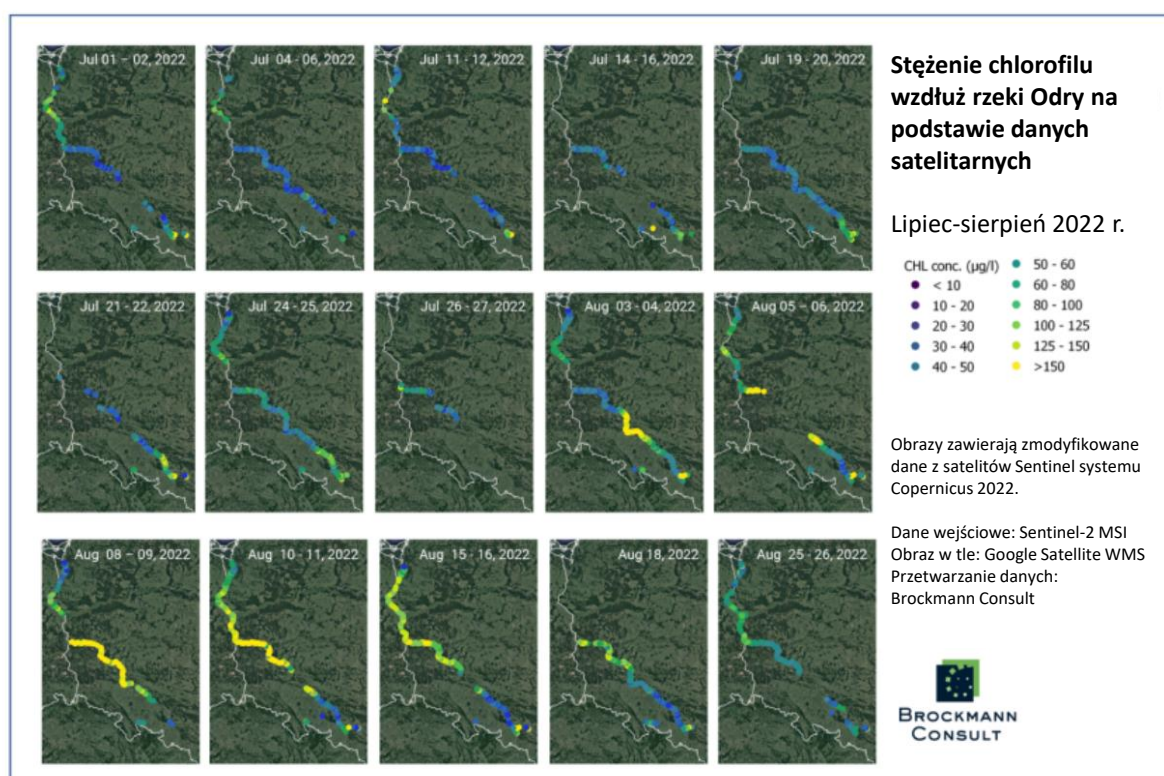 Jul 01 – 02, 2022
Jul 04 - 06, 2022
Jul 11 - 12, 2022
Jul 14 - 16, 2022
Jul 19 - 20, 2022
Jul 21 - 22, 2022
Jul 24 - 25, 2022
Jul 26 - 27, 2022
Aug 03 - 04, 2022
Aug 05 – 06, 2022
Aug 08 – 09, 2022
Aug 10 - 11, 2022
Aug 15 - 16, 2022
Aug 18, 2022
Aug 25 - 26, 2022
Stężenie chlorofilu
wzdłuż rzeki Odry na
podstawie danych
satelitarnych
Lipiec-sierpień 2022 r.
CHL conc. (µg/l)
< 10
10 - 20
20 - 30
30 - 40
40 - 50
50 - 60
60 - 80
80 - 100
100 - 125
125 - 150
>150
Obrazy zawierają zmodyfikowane
dane z satelitów Sentinel systemu
Copernicus 2022.
Dane wejściowe: Sentinel-2 MSI
Obraz w tle: Google Satellite WMS
Przetwarzanie danych:
Brockmann Consult
BROCKMANN
CONSULT